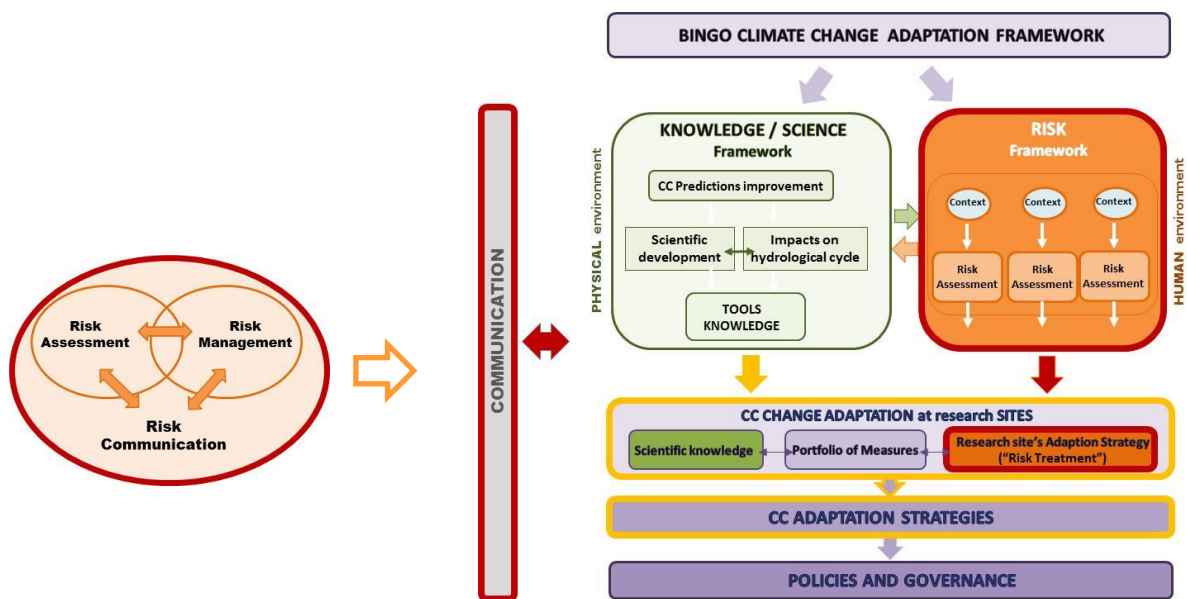 BINGO CLIMATE CHANGE ADAPTATION FRAMEWORK
KNOWLEDGE / SCIENCE
Framework
CC Predictions improvement
Scientific
development
Impacts on
hydrological cycle
TOOLS
KNOWLEDGE
PHYSICAL environment
RISK
Framework
Context
Context
Context
Risk
Assessment
Risk
Assessment
Risk
Assessment
HUMAN environment
COMMUNICATION
Risk
Assessment
Risk
Management
Risk
Communication
CC CHANGE ADAPTATION at research SITES
Scientific knowledge
Portfolio of Measures
Research site's Adaption Strategy
("Risk Treatment")
CC ADAPTATION STRATEGIES
POLICIES AND GOVERNANCE